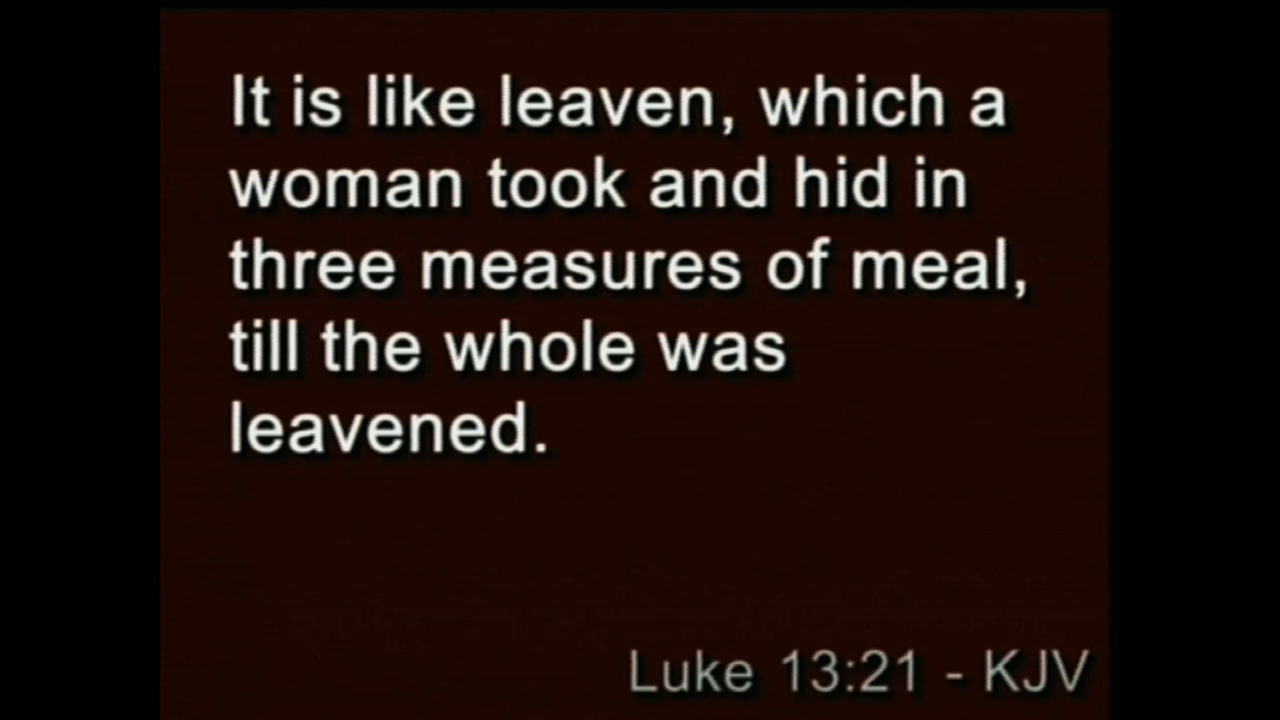 It is like leaven, which a
woman took and hid in
three measures of meal,
till the whole was
leavened.
Luke 13:21 - KJV